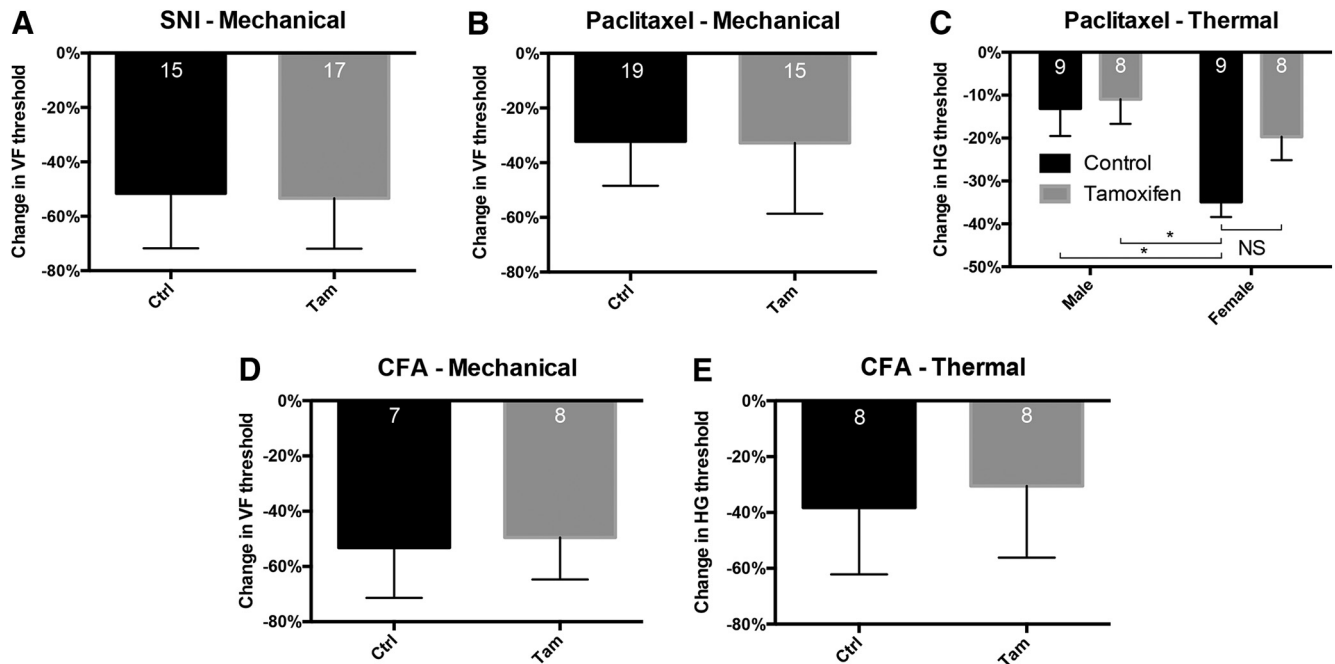 A
SNI - Mechanical
Change in VF threshold
0%
-20%
-40%
-60%
-80%
15
17
Ctrl
Tam
B
Paclitaxel - Mechanical
Change in VF threshold
0%
-20%
-40%
-60%
-80%
19
15
Ctrl
Tam
C
Paclitaxel - Thermal
Change in HG threshold
0%
-10%
-20%
-30%
-40%
-50%
9
8
9
8
Control
Tamoxifen
*
*
NS
Male
Female
D
CFA - Mechanical
Change in VF threshold
0%
-20%
-40%
-60%
-80%
7
8
Ctrl
Tam
E
CFA - Thermal
Change in HG threshold
0%
-20%
-40%
-60%
-80%
8
8
Ctrl
Tam